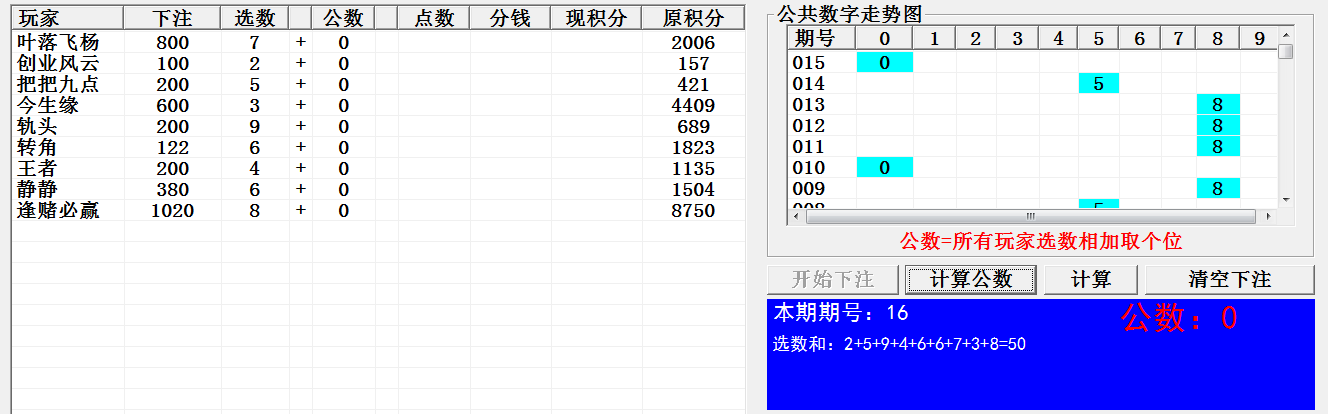 玩家 下注 选数 公数 点数 分钱 现积分 原积分
叶落飞杨 800 7 + 0 2006
创业风云 100 2 + 0 157
把把九点 200 5 + 0 421
今生缘 600 3 + 0 4409
轨头 200 9 + 0 689
转角 122 6 + 0 1823
王者 200 4 + 0 1135
静静 380 6 + 0 1504
逢赌必赢 1020 8 + 0 8750
公共数字走势图
期号 0 1 2 3 4 5 6 7 8 9
015 0
014 5
013 8
012 8
011 8
010 0
009 8
008 5
公数=所有玩家选数相加取个位
开始下注 计算公数 计算 清空下注
本期期号：16 公数：0
选数和：2+5+9+4+6+6+7+3+8=50